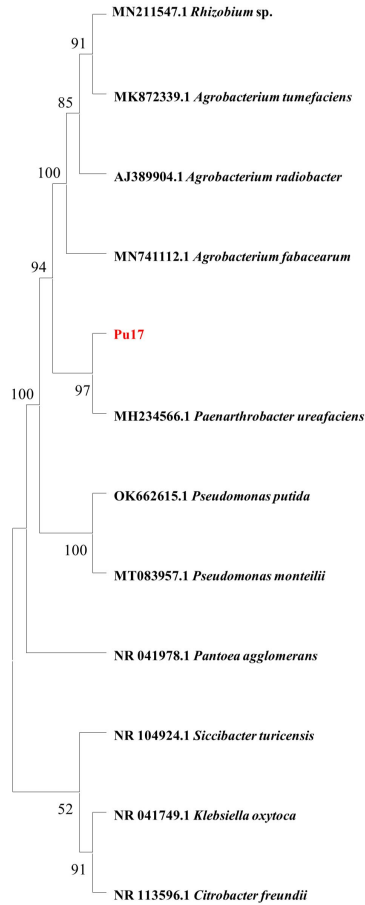 MN211547.1 Rhizobium sp.
91
MK872339.1 Agrobacterium tumefaciens
85
AJ389904.1 Agrobacterium radiobacter
100
MN741112.1 Agrobacterium fabacearum
94
Pu17
97
MH234566.1 Paenarthrobacter ureafaciens
100
OK662615.1 Pseudomonas putida
100
MT083957.1 Pseudomonas monteilii
NR 041978.1 Pantoea agglomerans
NR 104924.1 Siccibacter turicensis
52
NR 041749.1 Klebsiella oxytoca
91
NR 113596.1 Citrobacter freundii